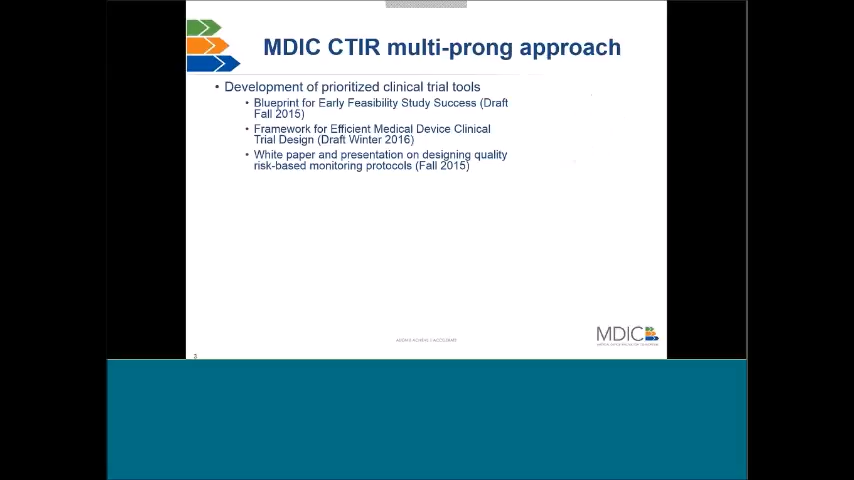 MDIC CTIR multi-prong approach
• Development of prioritized clinical trial tools
• Blueprint for Early Feasibility Study Success (Draft
Fall 2015)
• Framework for Efficient Medical Device Clinical
Trial Design (Draft Winter 2016)
• White paper and presentation on designing quality
risk-based monitoring protocols (Fall 2015)
MDIC